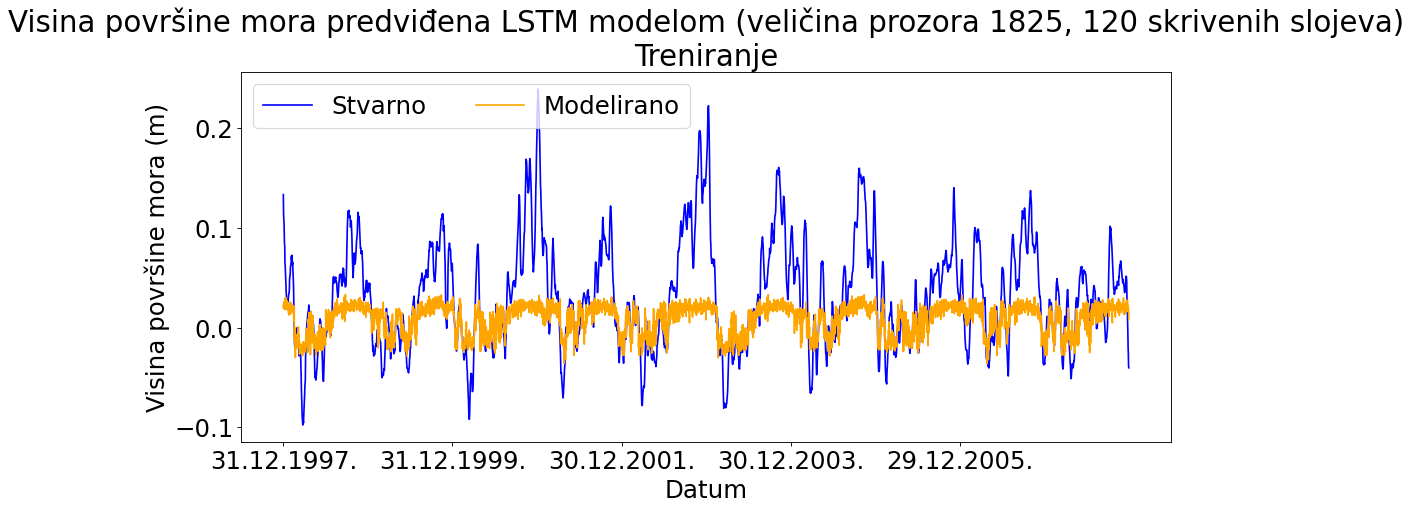 Visina površine mora predviđena LSTM modelom (veličina prozora 1825, 120 skrivenih slojeva)
Treniranje
Stvarno Modelirano
Visina površine mora (m)
0.2
0.1
0.0
−0.1
31.12.1997. 31.12.1999. 30.12.2001. 30.12.2003. 29.12.2005.
Datum